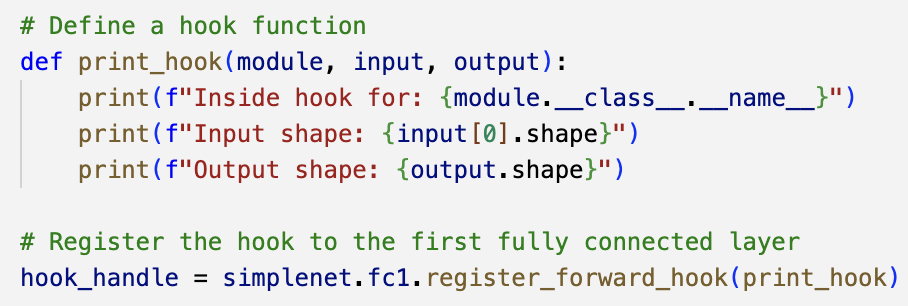 # Define a hook function
def print_hook(module, input, output):
    print(f"Inside hook for: {module.__class__.__name__}")
    print(f"Input shape: {input[0].shape}")
    print(f"Output shape: {output.shape}")

# Register the hook to the first fully connected layer
hook_handle = simplenet.fc1.register_forward_hook(print_hook)